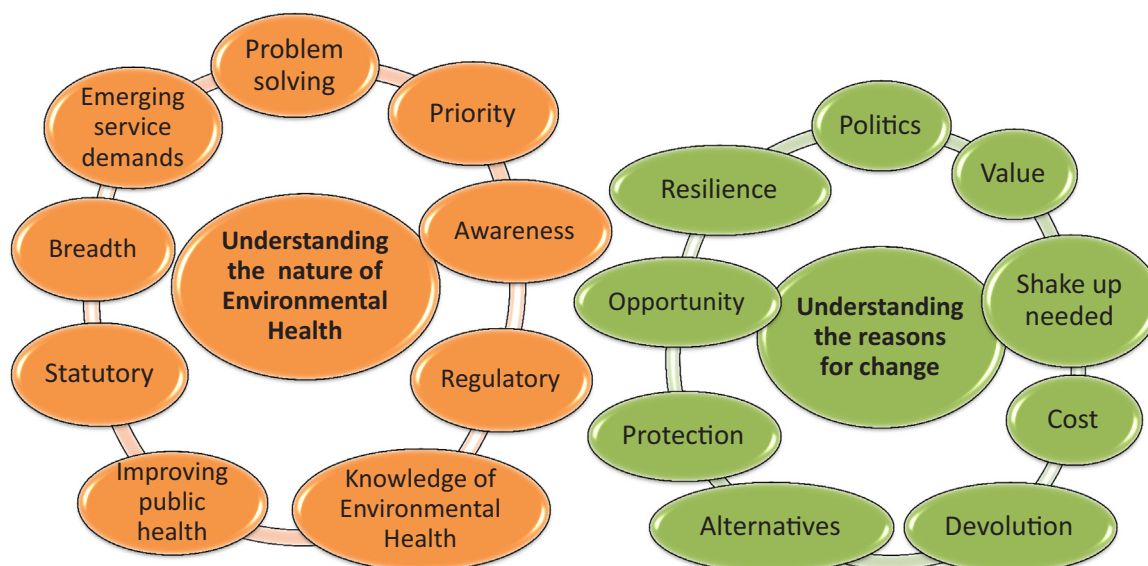 Problem
solving
Priority
Awareness
Regulatory
Knowledge of
Environmental
Health
Improving
public
health
Statutory
Breadth
Emerging
service
demands
Understanding
the nature of
Environmental
Health
Politics
Value
Shake up
needed
Cost
Devolution
Alternatives
Protection
Opportunity
Resilience
Understanding
the reasons
for change